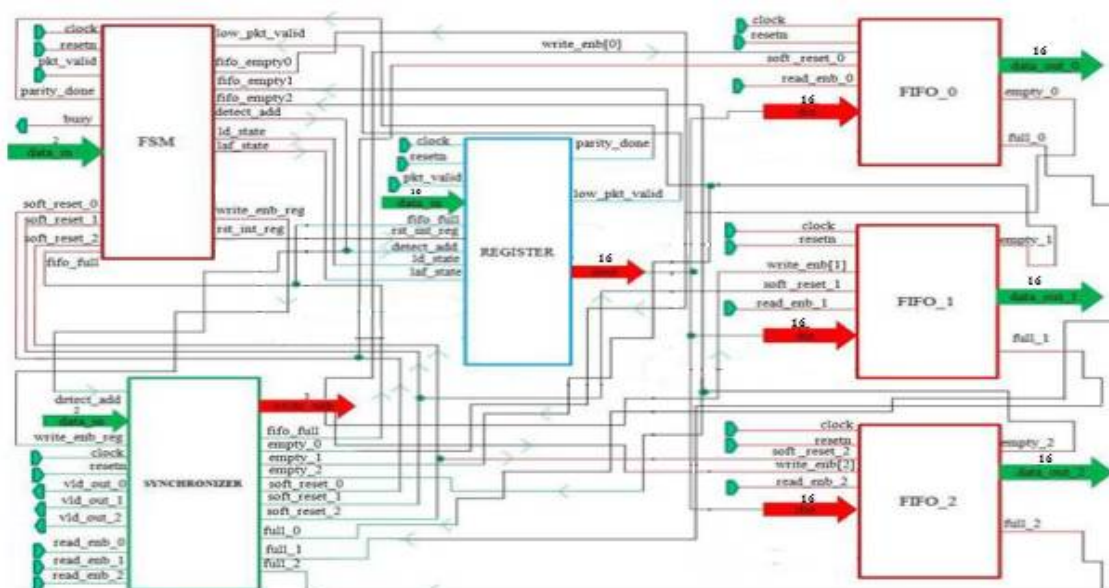 clock
resetn
pkt_valid
parity_done
busy
2
data_in
soft_reset_0
soft_reset_1
soft_reset_2
fifo_full
FSM
low_pkt_valid
fifo_empty0
fifo_empty1
fifo_empty2
detect_add
ld_state
laf_state
write_enb_reg
rst_int_reg
clock
resetn
pkt_valid
16
data_in
fifo_full
rst_int_reg
detect_add
ld_state
laf_state
REGISTER
parity_done
low_pkt_valid
16
clock
resetn
write_enb[0]
soft_reset_0
read_enb_0
16
FIFO_0
16
data_out_0
empty_0
full_0
clock
resetn
write_enb[1]
soft_reset_1
read_enb_1
16
FIFO_1
empty_1
16
data_out_1
full_1
clock
resetn
soft_reset_2
write_enb[2]
read_enb_2
16
FIFO_2
empty_2
16
data_out_2
full_2
detect_add
2
data_in
write_enb_reg
clock
resetn
vld_out_0
vld_out_1
vld_out_2
read_enb_0
read_enb_1
read_enb_2
SYNCHRONIZER
fifo_full
empty_0
empty_1
empty_2
soft_reset_0
soft_reset_1
soft_reset_2
full_0
full_1
full_2